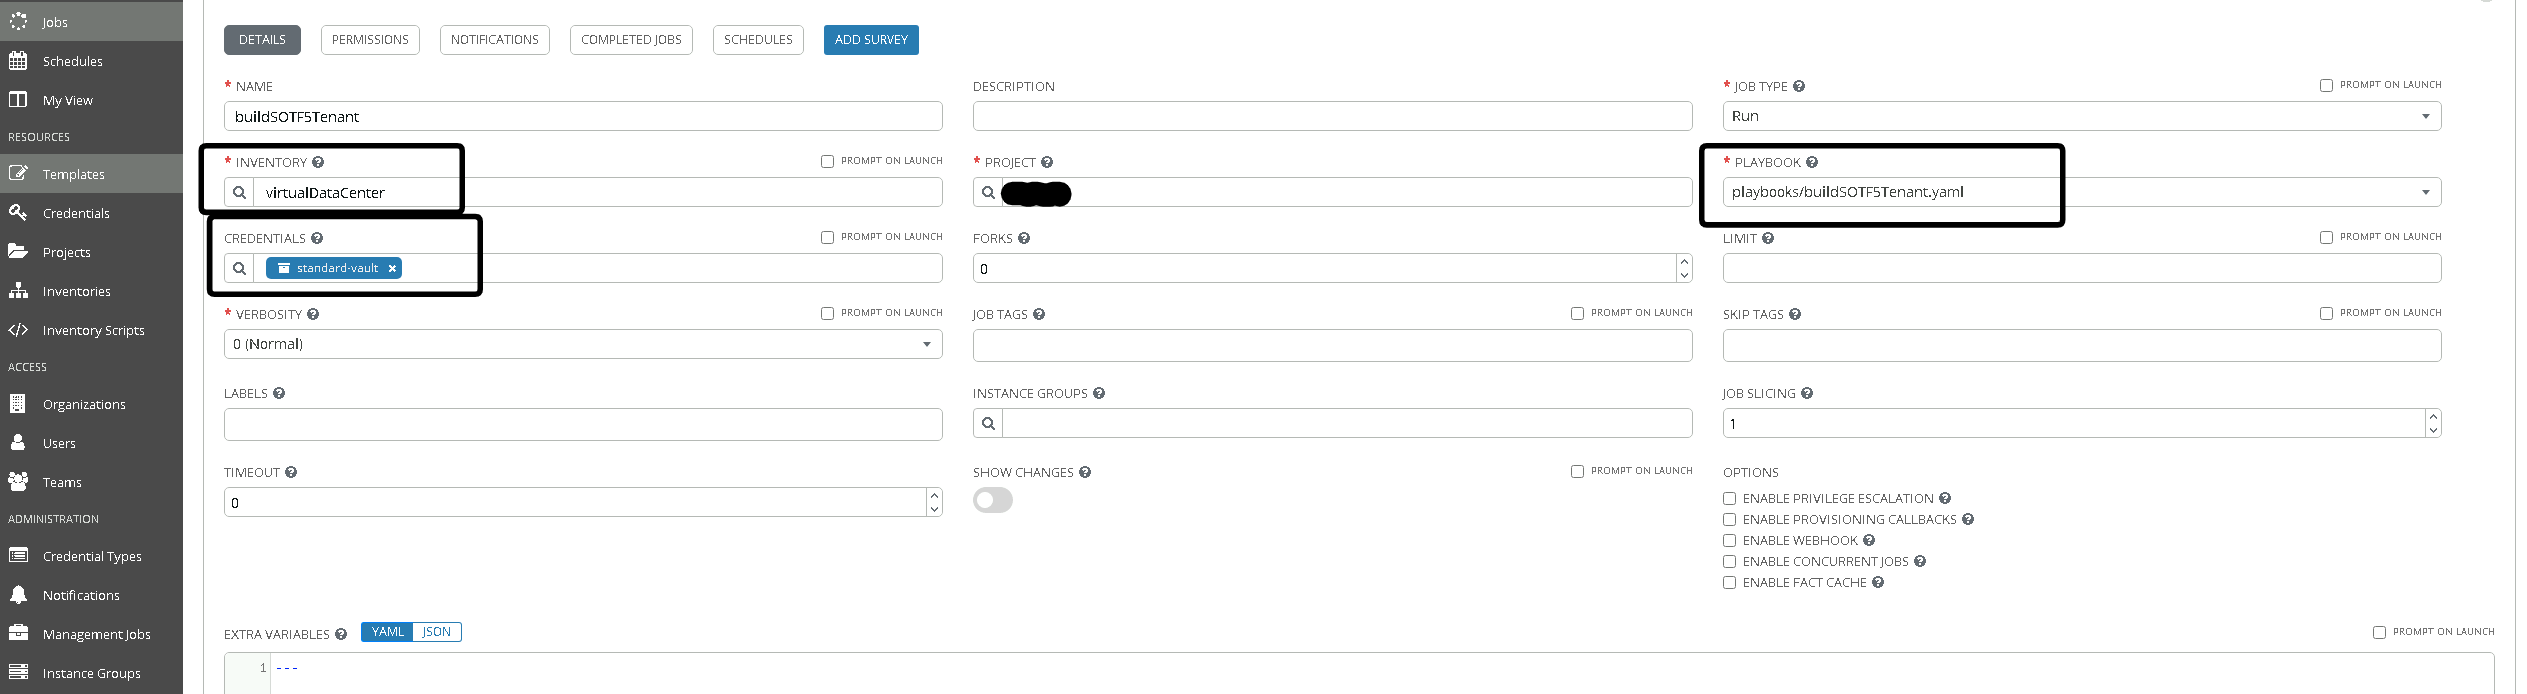 Jobs
Schedules
My View
RESOURCES
Templates
Credentials
Projects
Inventories
Inventory Scripts
ACCESS
Organizations
Users
Teams
ADMINISTRATION
Credential Types
Notifications
Management Jobs
Instance Groups
DETAILS PERMISSIONS NOTIFICATIONS COMPLETED JOBS SCHEDULES ADD SURVEY
* NAME DESCRIPTION * JOB TYPE ? PROMPT ON LAUNCH
buildSOTF5Tenant Run
* INVENTORY ? PROMPT ON LAUNCH * PROJECT ? * PLAYBOOK ?
virtualDataCenter playbooks/buildSOTF5Tenant.yaml
CREDENTIALS ? PROMPT ON LAUNCH FORKS ? LIMIT ? PROMPT ON LAUNCH
standard-vault × 0
* VERBOSITY ? PROMPT ON LAUNCH JOB TAGS ? PROMPT ON LAUNCH SKIP TAGS ? PROMPT ON LAUNCH
0 (Normal)
LABELS ? INSTANCE GROUPS ? JOB SLICING ?
1
TIMEOUT ? SHOW CHANGES ? PROMPT ON LAUNCH OPTIONS
0
ENABLE PRIVILEGE ESCALATION ?
ENABLE PROVISIONING CALLBACKS ?
ENABLE WEBHOOK ?
ENABLE CONCURRENT JOBS ?
ENABLE FACT CACHE ?
EXTRA VARIABLES ? YAML JSON PROMPT ON LAUNCH
1 ---